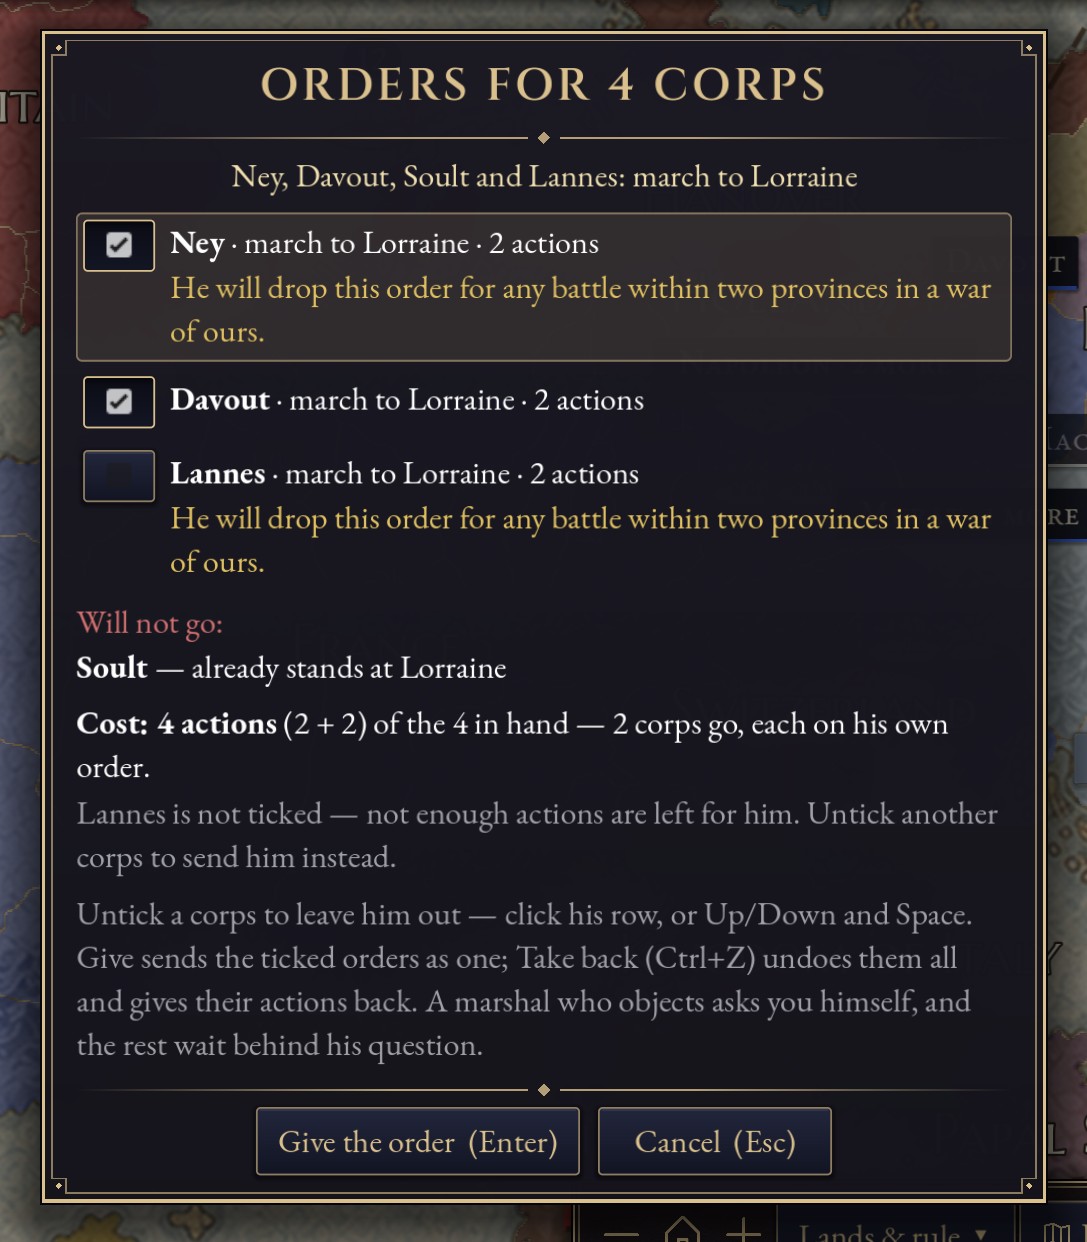 ORDERS FOR 4 CORPS
Ney, Davout, Soult and Lannes: march to Lorraine
Ney · march to Lorraine · 2 actions
He will drop this order for any battle within two provinces in a war
of ours.
Davout · march to Lorraine · 2 actions
Lannes · march to Lorraine · 2 actions
He will drop this order for any battle within two provinces in a war
of ours.
Will not go:
Soult — already stands at Lorraine
Cost: 4 actions (2 + 2) of the 4 in hand — 2 corps go, each on his own
order.
Lannes is not ticked — not enough actions are left for him. Untick another
corps to send him instead.
Untick a corps to leave him out — click his row, or Up/Down and Space.
Give sends the ticked orders as one; Take back (Ctrl+Z) undoes them all
and gives their actions back. A marshal who objects asks you himself, and
the rest wait behind his question.
Give the order (Enter) Cancel (Esc)
Lands & rule